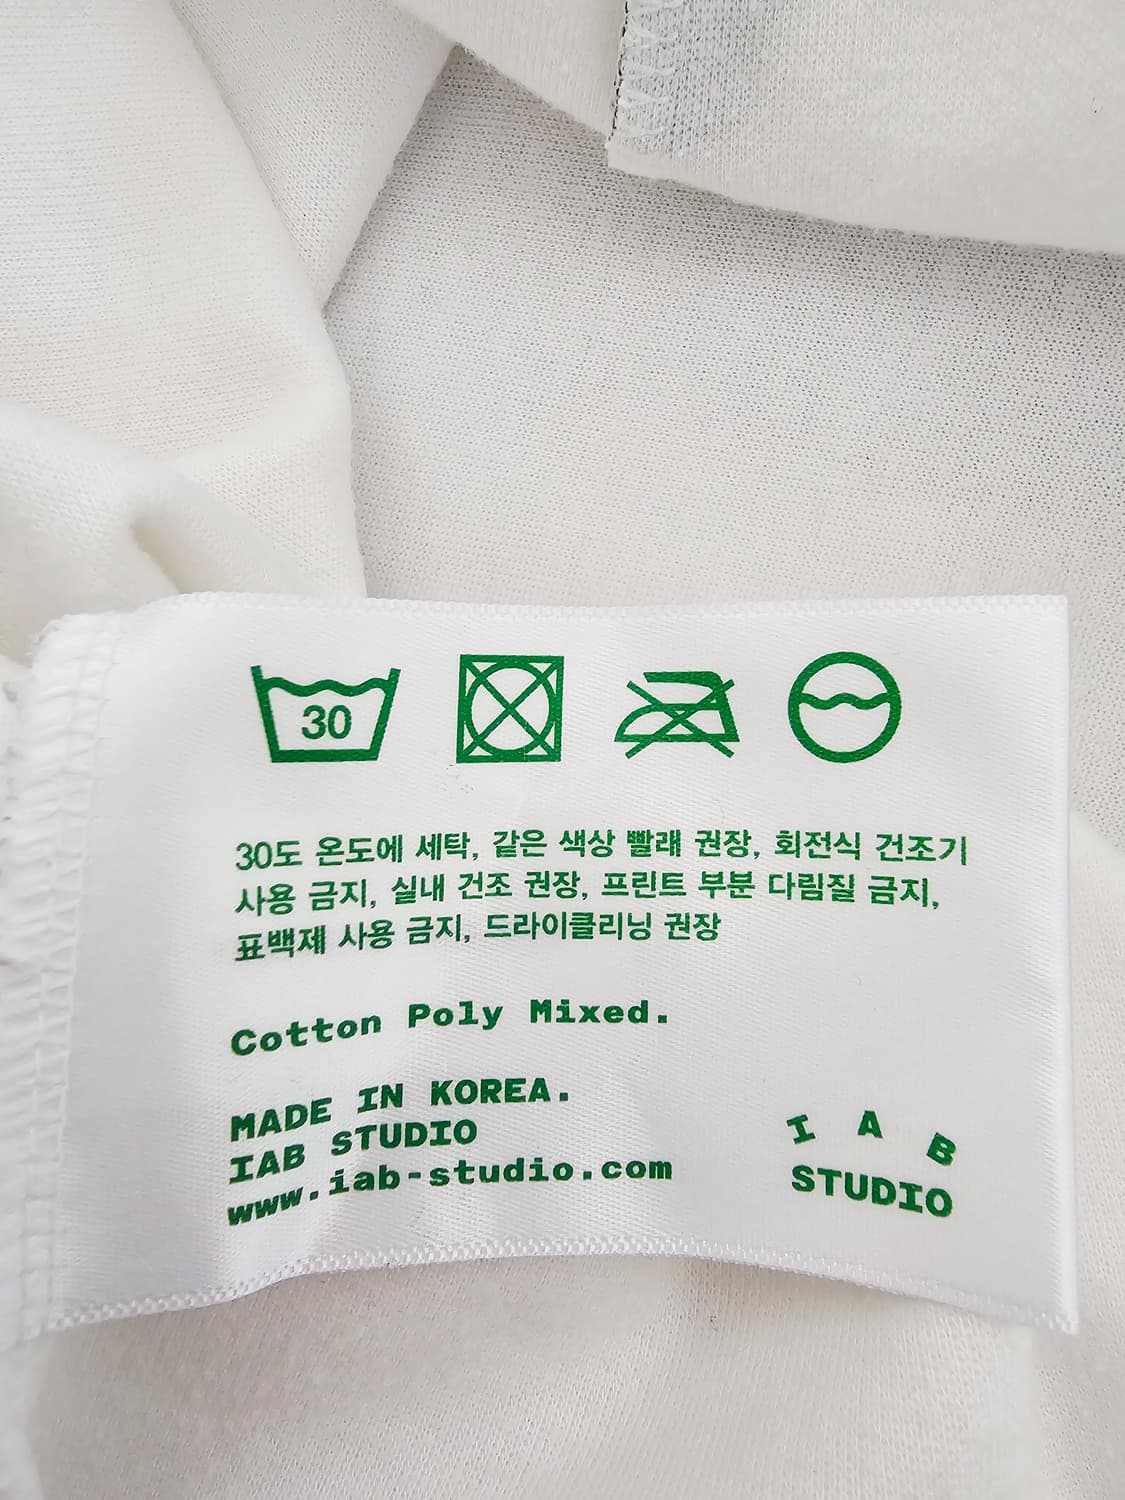 30
30도 온도에 세탁, 같은 색상 빨래 권장, 회전식 건조기
사용 금지, 실내 건조 권장, 프린트 부분 다림질 금지,
표백제 사용 금지, 드라이클리닝 권장
Cotton Poly Mixed.
MADE IN KOREA.
IAB STUDIO
www.iab-studio.com
I A B
STUDIO